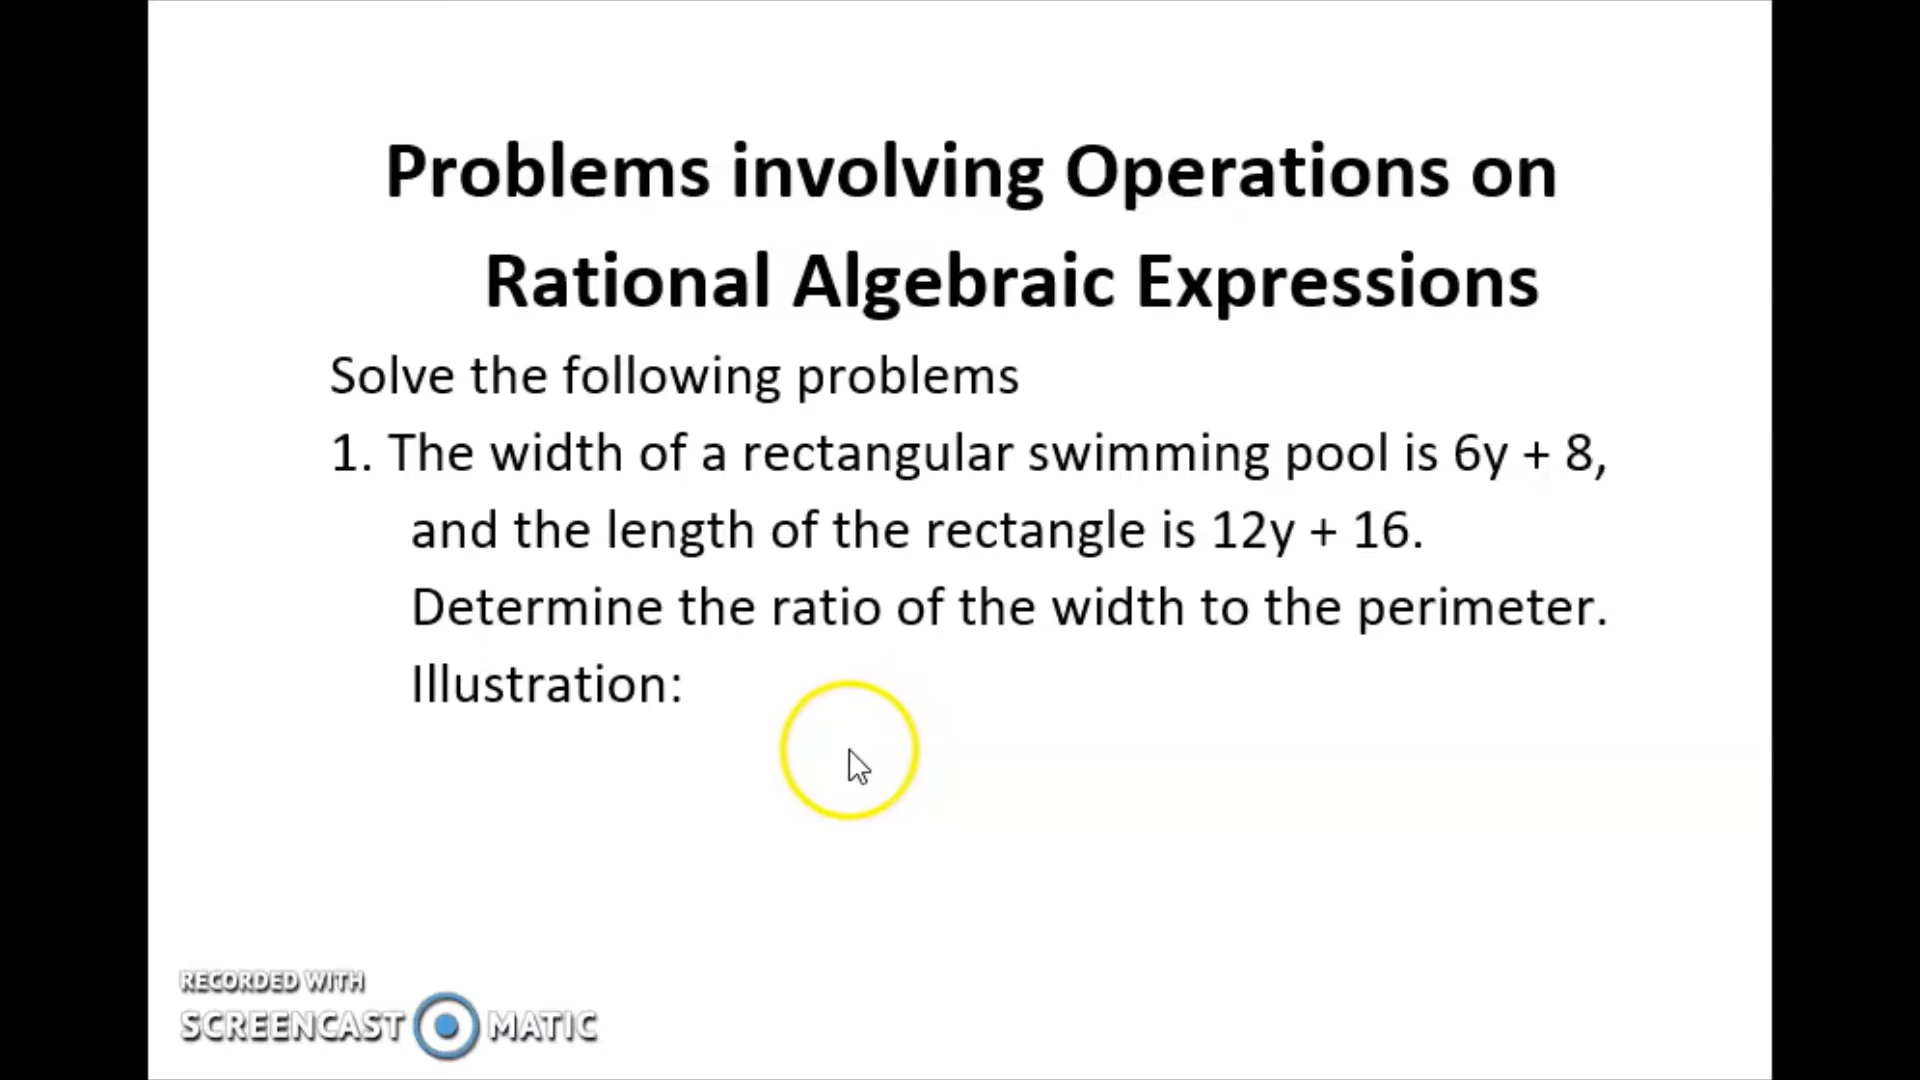 Problems involving Operations on
Rational Algebraic Expressions
Solve the following problems
1. The width of a rectangular swimming pool is 6y + 8,
and the length of the rectangle is 12y + 16.
Determine the ratio of the width to the perimeter.
Illustration:
RECORDED WITH
SCREENCAST MATIC